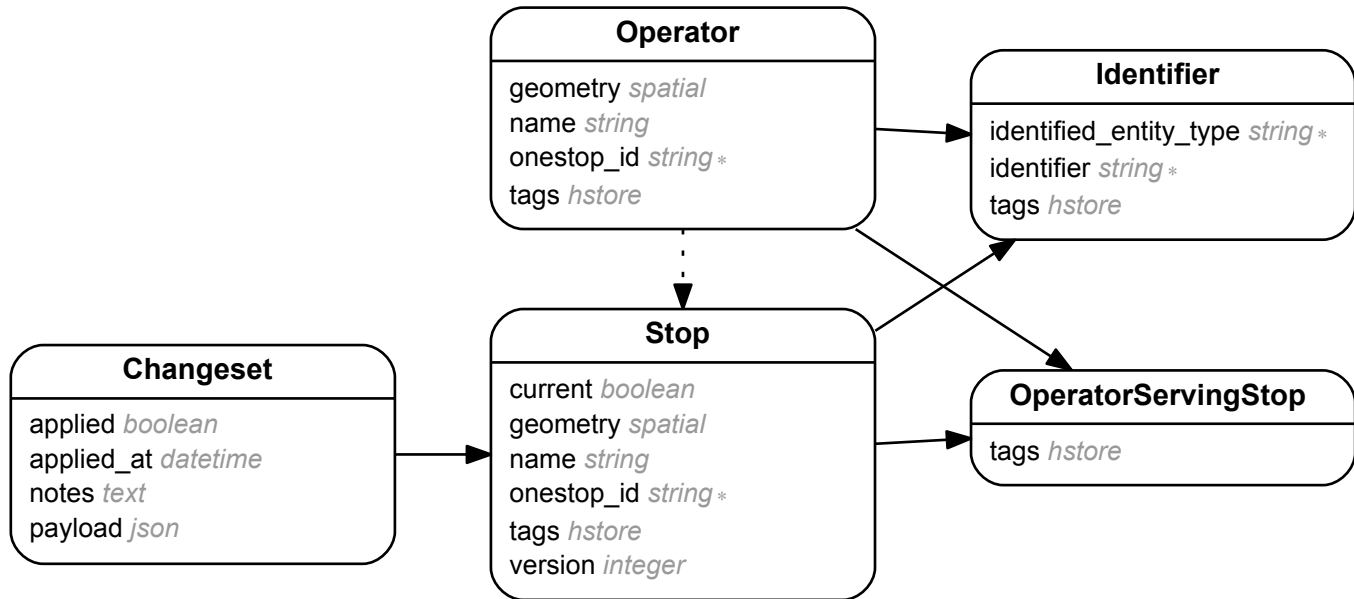 Operator
geometry spatial
name string
onestop_id string*
tags hstore
Identifier
identified_entity_type string*
identifier string*
tags hstore
Changeset
applied boolean
applied_at datetime
notes text
payload json
Stop
current boolean
geometry spatial
name string
onestop_id string*
tags hstore
version integer
OperatorServingStop
tags hstore